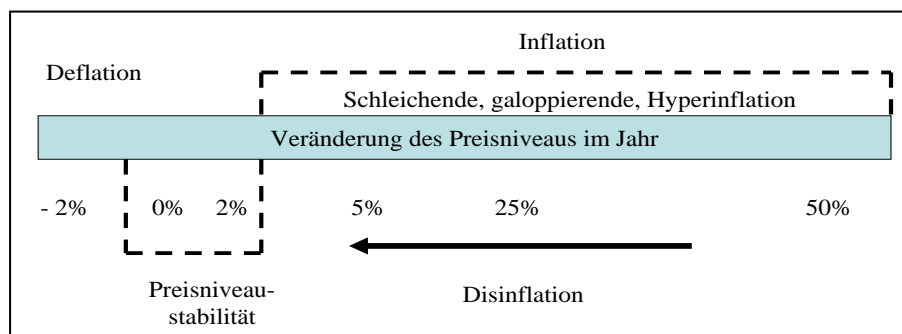 Inflation
Deflation
Schleichende, galoppierende, Hyperinflation
Veränderung des Preisniveaus im Jahr
- 2% 0% 2% 5% 25% 50%
Preisniveau-
stabilität
Disinflation